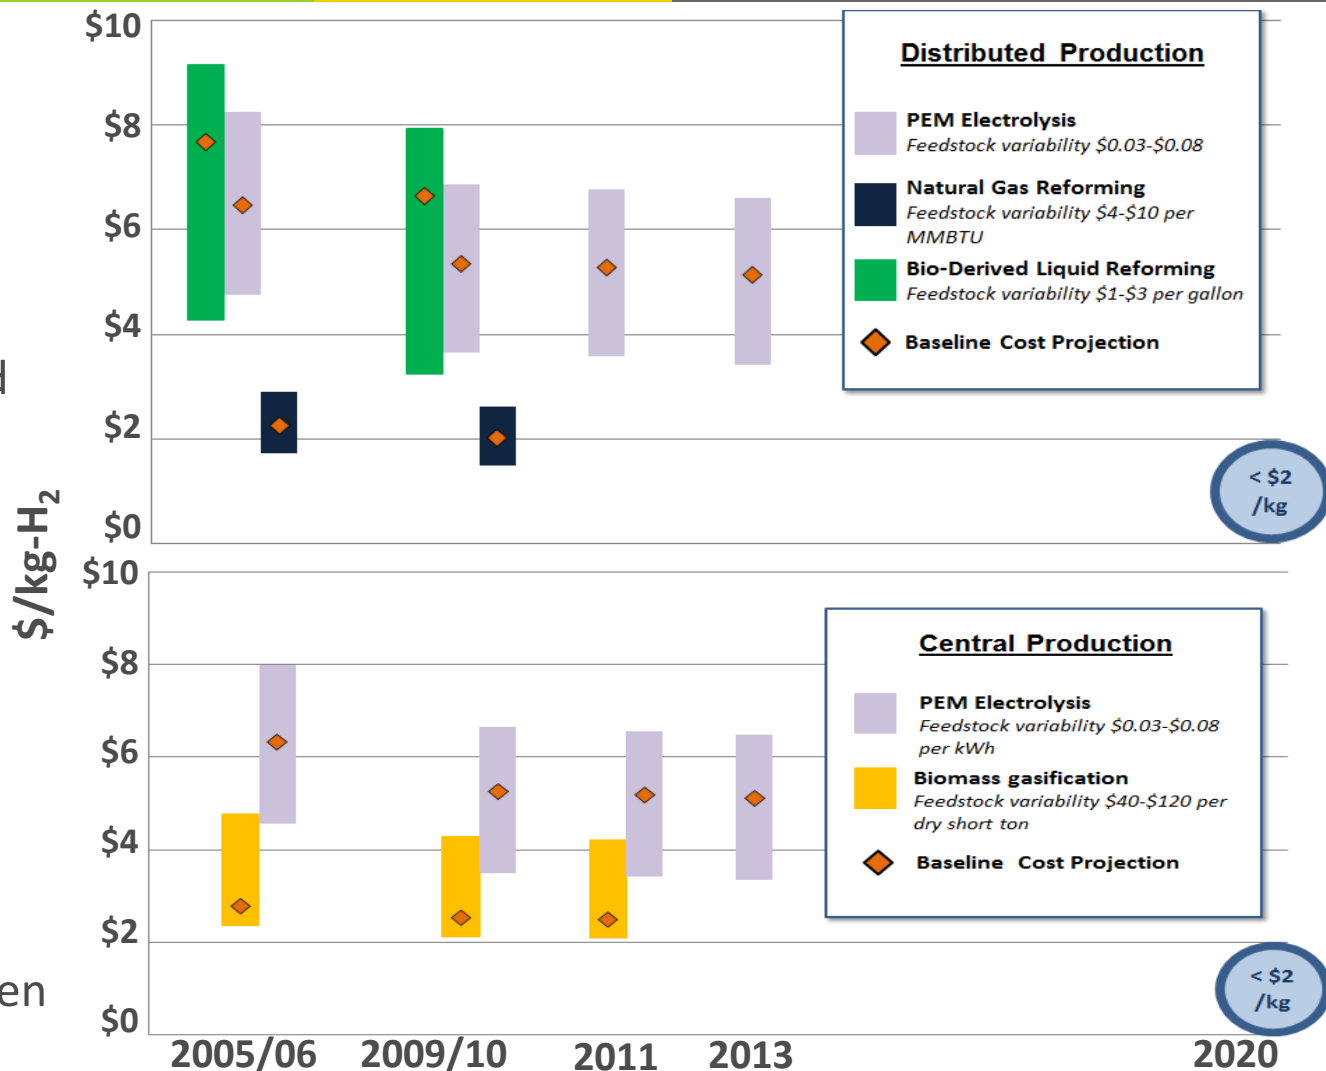 $10
$8
$6
$4
$2
$0
Distributed Production
PEM Electrolysis
Feedstock variability $0.03-$0.08
Natural Gas Reforming
Feedstock variability $4-$10 per
MMBTU
Bio-Derived Liquid Reforming
Feedstock variability $1-$3 per gallon
Baseline Cost Projection
< $2
/kg
$/kg-H₂
$10
$8
$6
$4
$2
$0
Central Production
PEM Electrolysis
Feedstock variability $0.03-$0.08
per kWh
Biomass gasification
Feedstock variability $40-$120 per
dry short ton
Baseline Cost Projection
< $2
/kg
en
2005/06 2009/10 2011 2013 2020